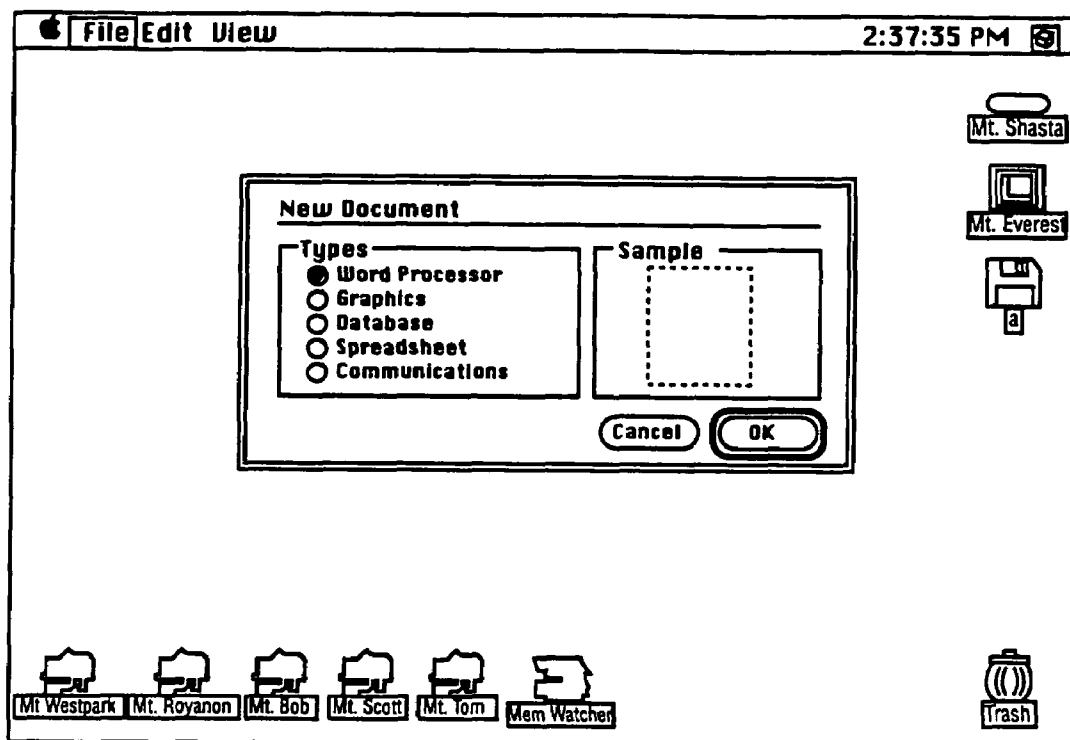 File Edit View 2:37:35 PM
Mt. Shasta
Mt. Everest
a
New Document
Types
Word Processor
Graphics
Database
Spreadsheet
Communications
Sample
Cancel OK
Mt Westpark Mt. Royanon Mt. Bob Mt. Scott Mt. Tom Mem Watcher Trash